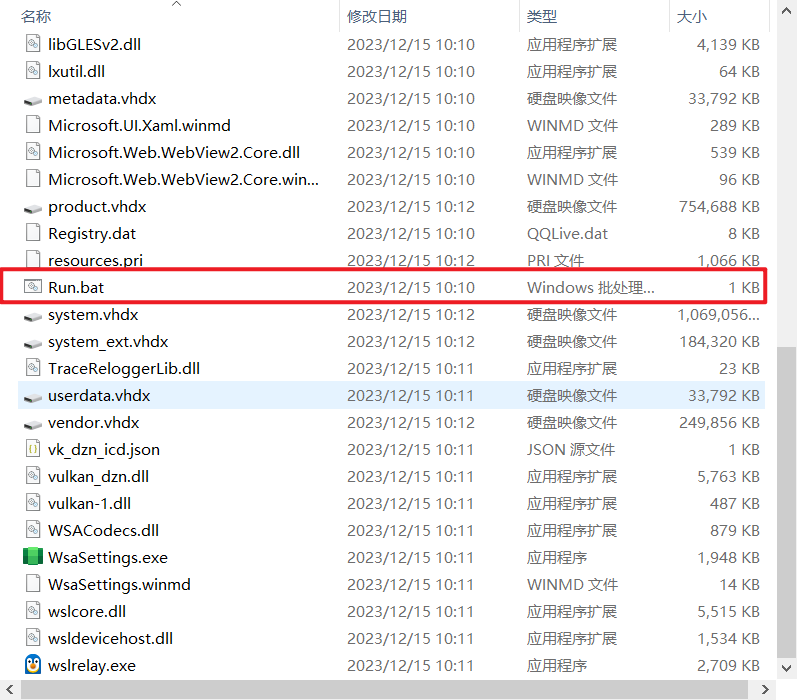 名称 修改日期 类型 大小
libGLESv2.dll 2023/12/15 10:10 应用程序扩展 4,139 KB
lxutil.dll 2023/12/15 10:10 应用程序扩展 64 KB
metadata.vhdx 2023/12/15 10:10 硬盘映像文件 33,792 KB
Microsoft.UI.Xaml.winmd 2023/12/15 10:10 WINMD 文件 289 KB
Microsoft.Web.WebView2.Core.dll 2023/12/15 10:10 应用程序扩展 539 KB
Microsoft.Web.WebView2.Core.win... 2023/12/15 10:10 WINMD 文件 96 KB
product.vhdx 2023/12/15 10:12 硬盘映像文件 754,688 KB
Registry.dat 2023/12/15 10:10 QQLive.dat 8 KB
resources.pri 2023/12/15 10:12 PRI 文件 1,066 KB
Run.bat 2023/12/15 10:10 Windows 批处理... 1 KB
system.vhdx 2023/12/15 10:12 硬盘映像文件 1,069,056...
system_ext.vhdx 2023/12/15 10:12 硬盘映像文件 184,320 KB
TraceReloggerLib.dll 2023/12/15 10:11 应用程序扩展 23 KB
userdata.vhdx 2023/12/15 10:11 硬盘映像文件 33,792 KB
vendor.vhdx 2023/12/15 10:12 硬盘映像文件 249,856 KB
vk_dzn_icd.json 2023/12/15 10:11 JSON 源文件 1 KB
vulkan_dzn.dll 2023/12/15 10:11 应用程序扩展 5,763 KB
vulkan-1.dll 2023/12/15 10:11 应用程序扩展 487 KB
WSACodecs.dll 2023/12/15 10:11 应用程序扩展 879 KB
WsaSettings.exe 2023/12/15 10:11 应用程序 1,948 KB
WsaSettings.winmd 2023/12/15 10:11 WINMD 文件 14 KB
wslcore.dll 2023/12/15 10:11 应用程序扩展 5,515 KB
wsldevicehost.dll 2023/12/15 10:11 应用程序扩展 1,534 KB
wslrelay.exe 2023/12/15 10:11 应用程序 2,709 KB